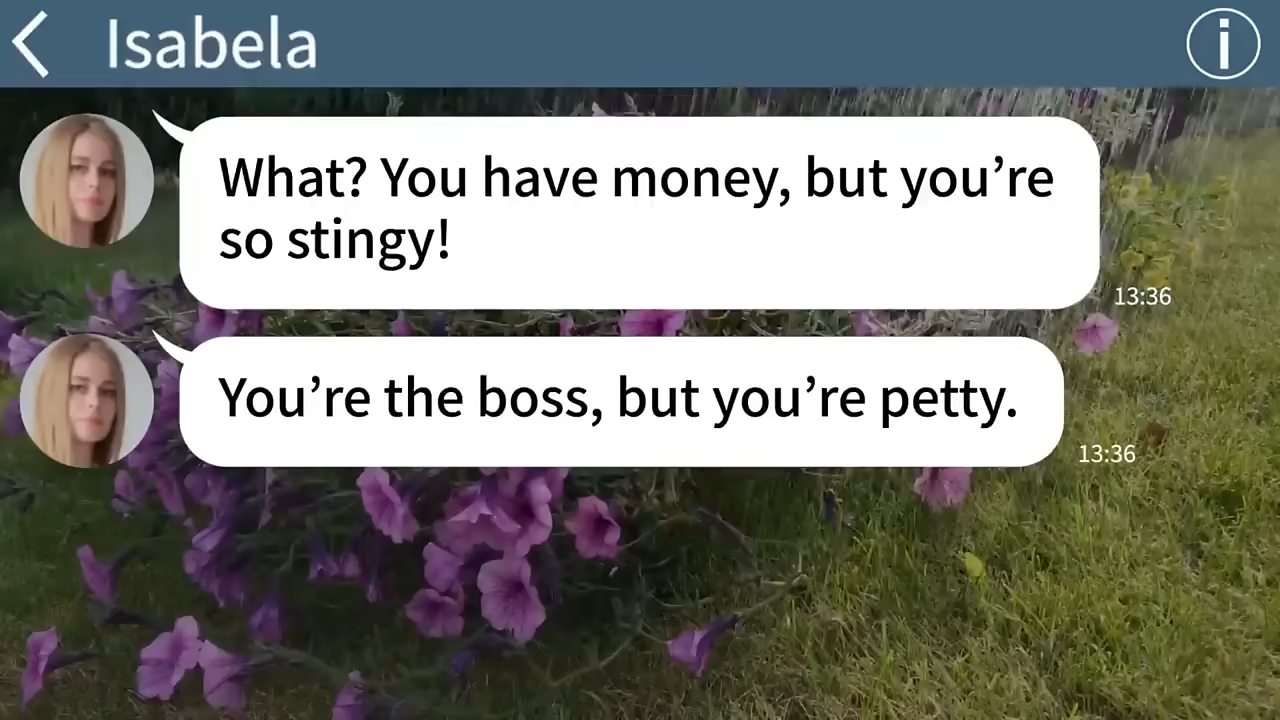 Isabela
What? You have money, but you’re
so stingy!
13:36
You’re the boss, but you’re petty.
13:36